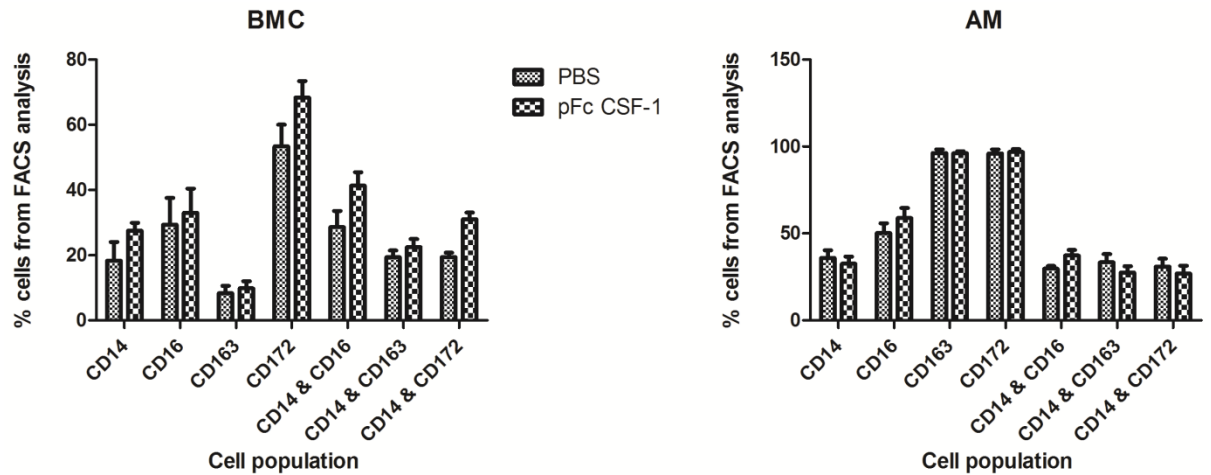 BMC
% cells from FACS analysis
80
60
40
20
0
CD14
CD16
CD163
CD172
CD14 & CD16
CD14 & CD163
CD14 & CD172
Cell population
PBS
pFc CSF-1
AM
% cells from FACS analysis
150
100
50
0
CD14
CD16
CD163
CD172
CD14 & CD16
CD14 & CD163
CD14 & CD172
Cell population